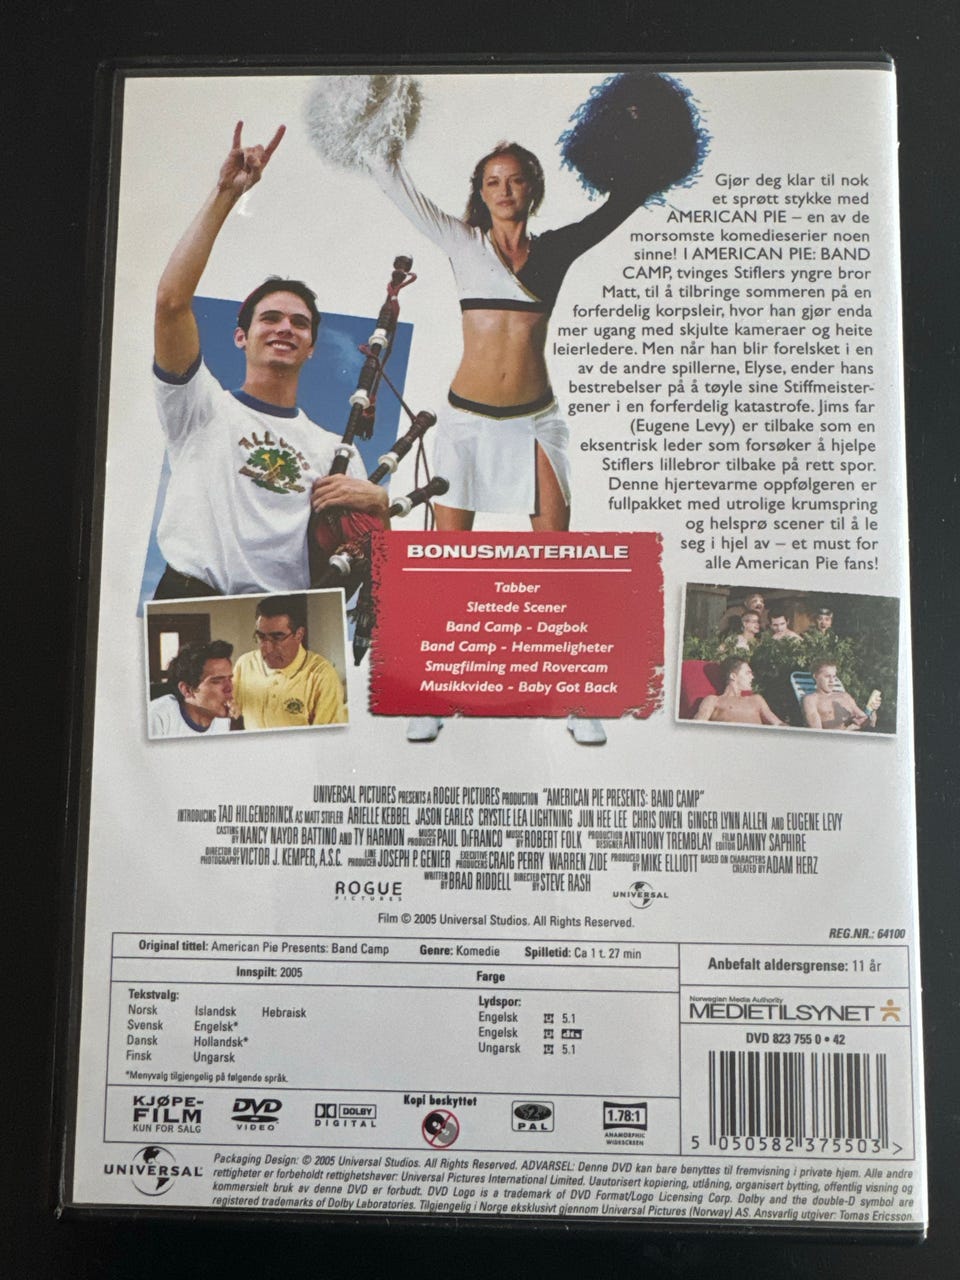 Gjør deg klar til nok
et sprøtt stykke med
AMERICAN PIE – en av de
morsomste komedieserier noen
sinne! I AMERICAN PIE: BAND
CAMP, tvinges Stiflers yngre bror
Matt, til å tilbringe sommeren på en
forferdelig korpsleir, hvor han gjør enda
mer ugang med skjulte kameraer og heite
leierledere. Men når han blir forelsket i en
av de andre spillerne, Elyse, ender hans
bestrebelser på å tøyle sine Stiffmeister-
gener i en forferdelig katastrofe. Jims far
(Eugene Levy) er tilbake som en
eksentrisk leder som forsøker å hjelpe
Stiflers lillebror tilbake på rett spor.
Denne hjertevarme oppfølgeren er
fullpakket med utrolige krumspring
og helsprø scener til å le
seg i hjel av – et must for
alle American Pie fans!
BONUSMATERIALE
Tabber
Slettede Scener
Band Camp - Dagbok
Band Camp - Hemmeligheter
Smugfilming med Rovercam
Musikkvideo - Baby Got Back
UNIVERSAL PICTURES PRESENTS A ROGUE PICTURES PRODUCTION "AMERICAN PIE PRESENTS: BAND CAMP"
INTRODUCING TAD HILGENBRINCK AS MATT STIFLER ARIELLE KEBBEL JASON EARLES CRYSTLE LEA LIGHTNING JUN HEE LEE CHRIS OWEN GINGER LYNN ALLEN AND EUGENE LEVY
CASTING BY NANCY NAYOR BATTINO AND TY HARMON MUSIC PRODUCER PAUL DiFRANCO MUSIC BY ROBERT FOLK PRODUCTION DESIGNER ANTHONY TREMBLAY FILM EDITOR DANNY SAPHIRE
DIRECTOR OF PHOTOGRAPHY VICTOR J. KEMPER, A.S.C. LINE PRODUCER JOSEPH P. GENIER EXECUTIVE PRODUCERS CRAIG PERRY WARREN ZIDE PRODUCED BY MIKE ELLIOTT BASED ON CHARACTERS CREATED BY ADAM HERZ
WRITTEN BY BRAD RIDDELL DIRECTED BY STEVE RASH
ROGUE
PICTURES
UNIVERSAL
Film © 2005 Universal Studios. All Rights Reserved.
REG.NR.: 64100
Original tittel: American Pie Presents: Band Camp Genre: Komedie Spilletid: Ca 1 t. 27 min
Innspilt: 2005 Farge
Tekstvalg:
Norsk Islandsk Hebraisk
Svensk Engelsk*
Dansk Hollandsk*
Finsk Ungarsk
*Menyvalg tilgjengelig på følgende språk.
Lydspor:
Engelsk 5.1
Engelsk dts
Ungarsk 5.1
Anbefalt aldersgrense: 11 år
Norwegian Media Authority
MEDIETILSYNET
DVD 823 755 0 • 42
5 050582 375503 >
KJØPE-
FILM
KUN FOR SALG
DVD
VIDEO
DOLBY
DIGITAL
Kopi beskyttet
2
PAL
1.78:1
ANAMORPHIC
WIDESCREEN
UNIVERSAL
Packaging Design: © 2005 Universal Studios. All Rights Reserved. ADVARSEL: Denne DVD kan bare benyttes til fremvisning i private hjem. Alle andre
rettigheter er forbeholdt rettighetshaver: Universal Pictures International Limited. Uautorisert kopiering, utlåning, organisert bytting, offentlig visning og
kommersielt bruk av denne DVD er forbudt. DVD Logo is a trademark of DVD Format/Logo Licensing Corp. Dolby and the double-D symbol are
registered trademarks of Dolby Laboratories. Tilgjengelig i Norge eksklusivt gjennom Universal Pictures (Norway) AS. Ansvarlig utgiver: Tomas Ericsson.